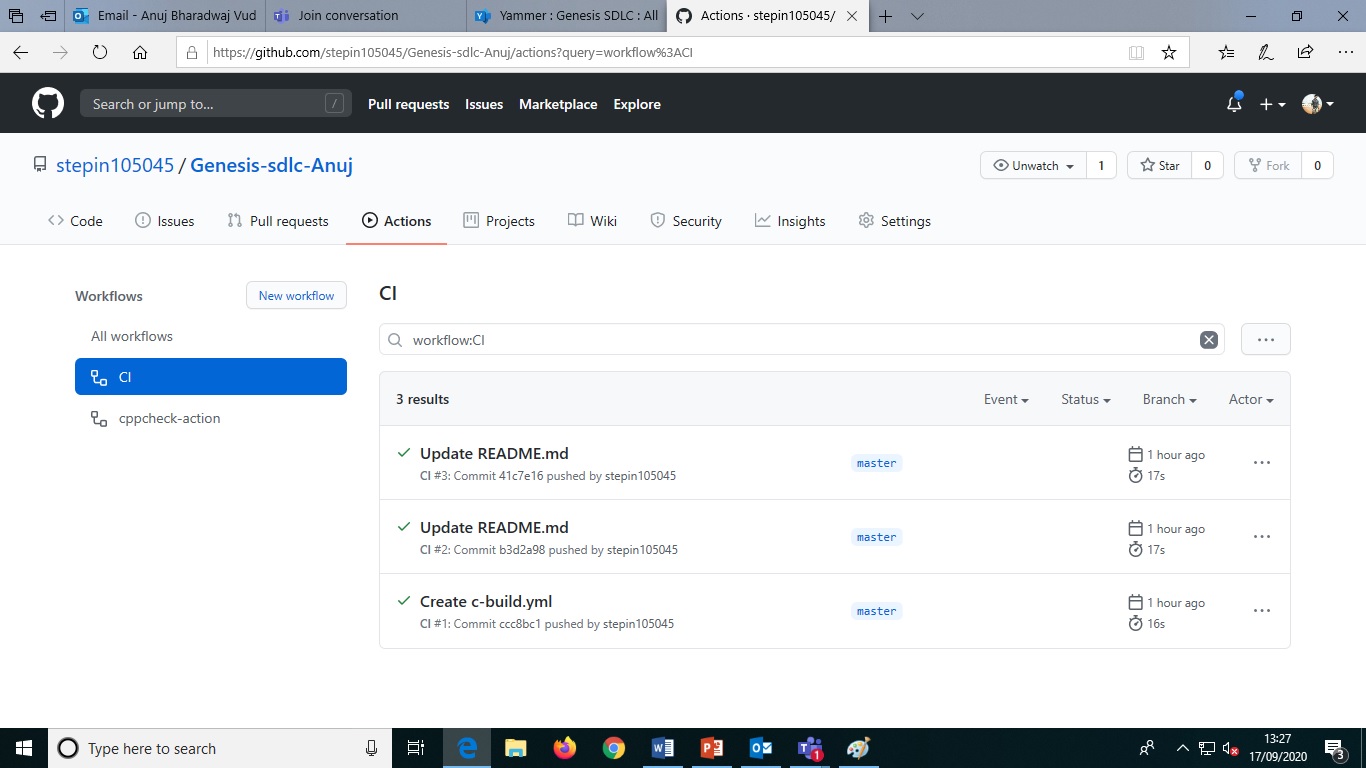 Email - Anuj Bharadwaj Vud
Join conversation
Yammer : Genesis SDLC : All
Actions · stepin105045/
https://github.com/stepin105045/Genesis-sdlc-Anuj/actions?query=workflow%3ACI
Search or jump to...
/
Pull requests Issues Marketplace Explore
stepin105045 / Genesis-sdlc-Anuj
Unwatch 1
Star 0
Fork 0
Code
Issues
Pull requests
Actions
Projects
Wiki
Security
Insights
Settings
Workflows
New workflow
All workflows
CI
cppcheck-action
CI
workflow:CI
3 results
Event
Status
Branch
Actor
Update README.md
CI #3: Commit 41c7e16 pushed by stepin105045
master
1 hour ago
17s
Update README.md
CI #2: Commit b3d2a98 pushed by stepin105045
master
1 hour ago
17s
Create c-build.yml
CI #1: Commit ccc8bc1 pushed by stepin105045
master
1 hour ago
16s
Type here to search
1
13:27
17/09/2020
3